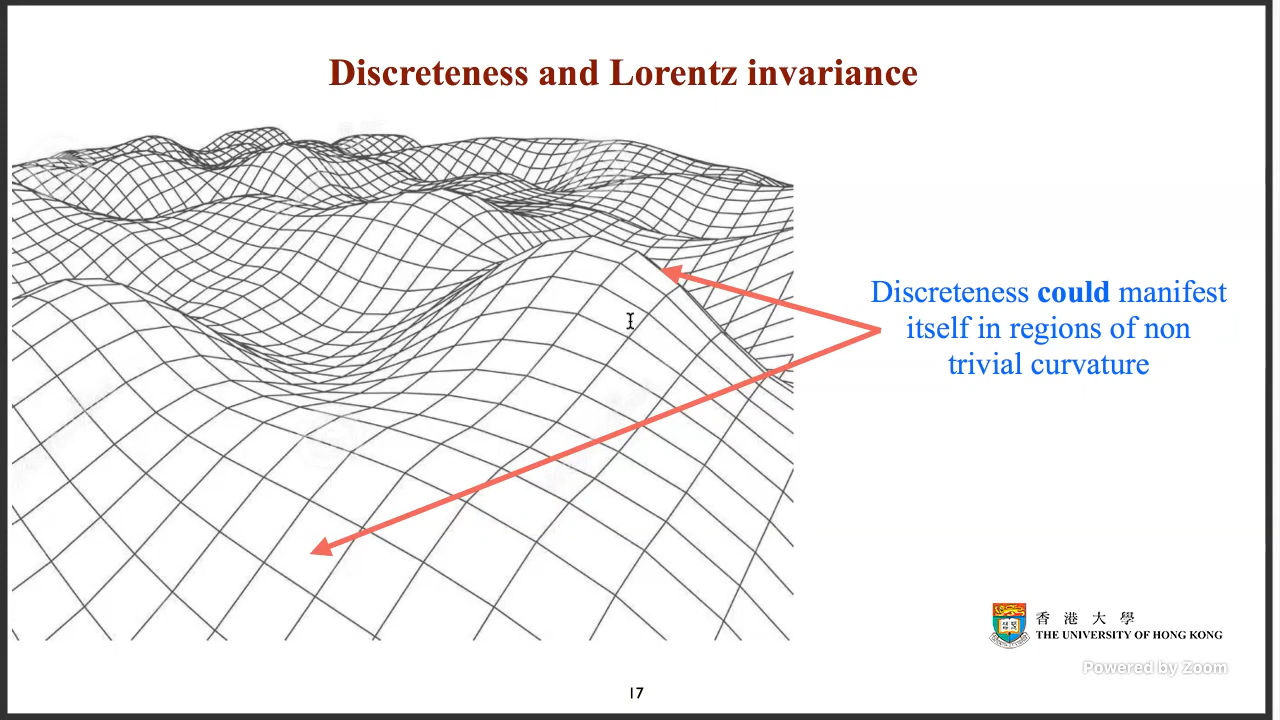 Discreteness and Lorentz invariance
Discreteness could manifest
itself in regions of non
trivial curvature
香港大學
THE UNIVERSITY OF HONG KONG
Powered by Zoom
17